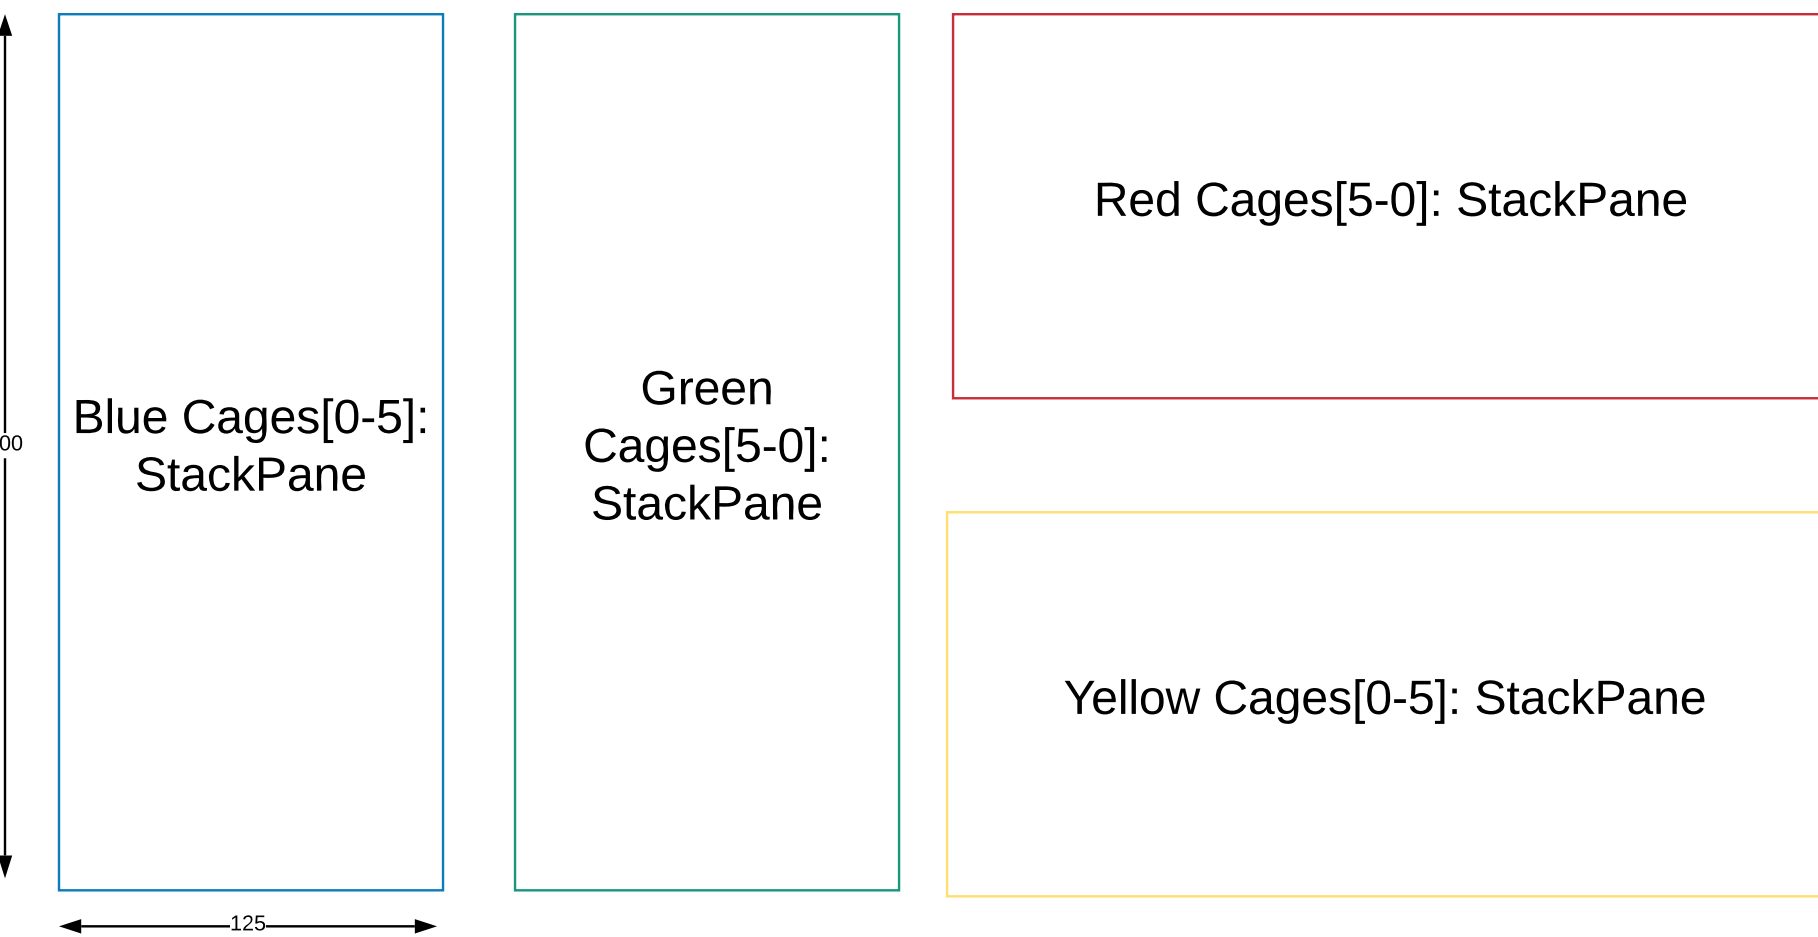 Blue Cages[0-5]:
StackPane
Green
Cages[5-0]:
StackPane
Red Cages[5-0]: StackPane
Yellow Cages[0-5]: StackPane
00
125